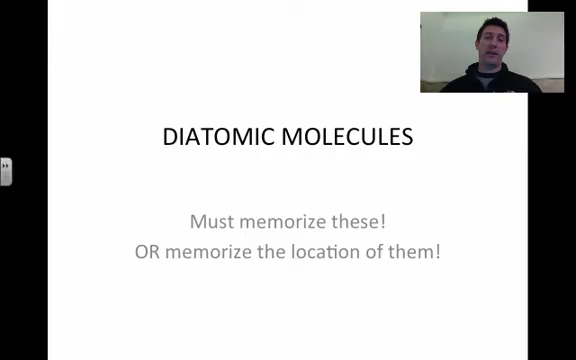 DIATOMIC MOLECULES
Must memorize these!
OR memorize the location of them!